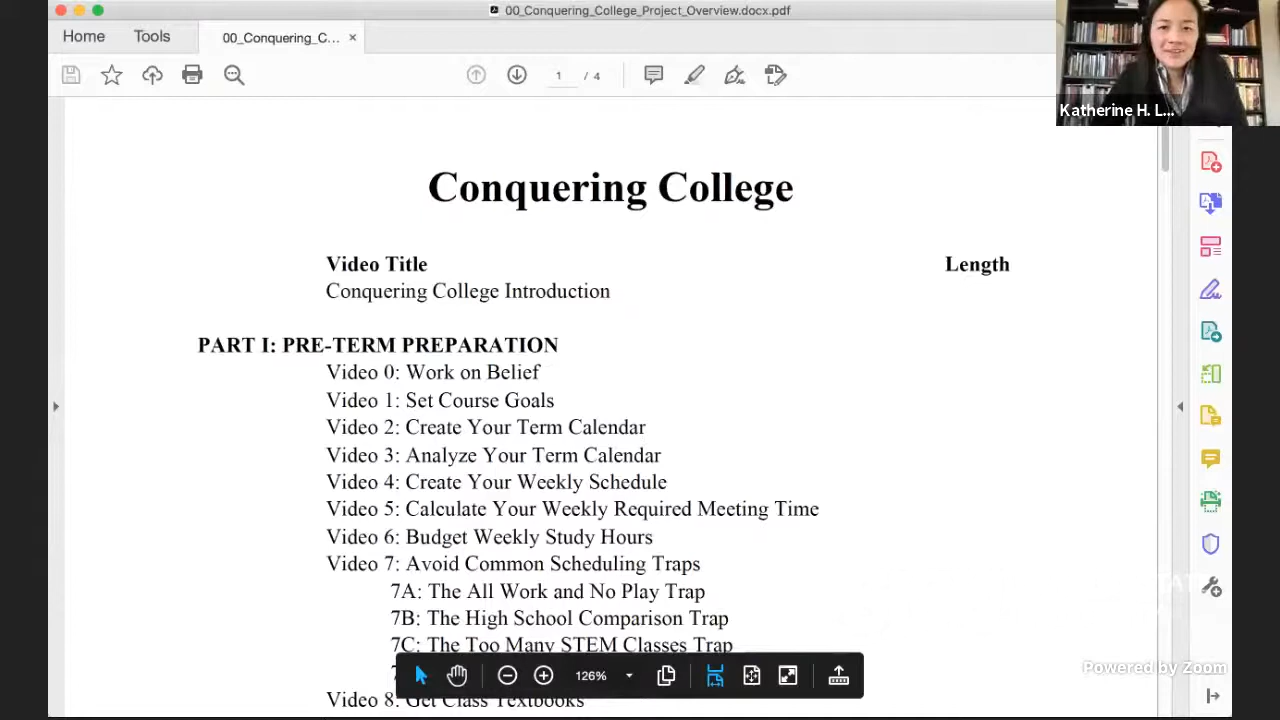 00_Conquering_College_Project_Overview.docx.pdf
Home Tools 00_Conquering_C... ×
1 / 4
Katherine H. L...
Conquering College
Video Title Length
Conquering College Introduction
PART I: PRE-TERM PREPARATION
Video 0: Work on Belief
Video 1: Set Course Goals
Video 2: Create Your Term Calendar
Video 3: Analyze Your Term Calendar
Video 4: Create Your Weekly Schedule
Video 5: Calculate Your Weekly Required Meeting Time
Video 6: Budget Weekly Study Hours
Video 7: Avoid Common Scheduling Traps
7A: The All Work and No Play Trap
7B: The High School Comparison Trap
7C: The Too Many STEM Classes Trap
126%
Powered by Zoom
Video 8: Get Class Textbooks